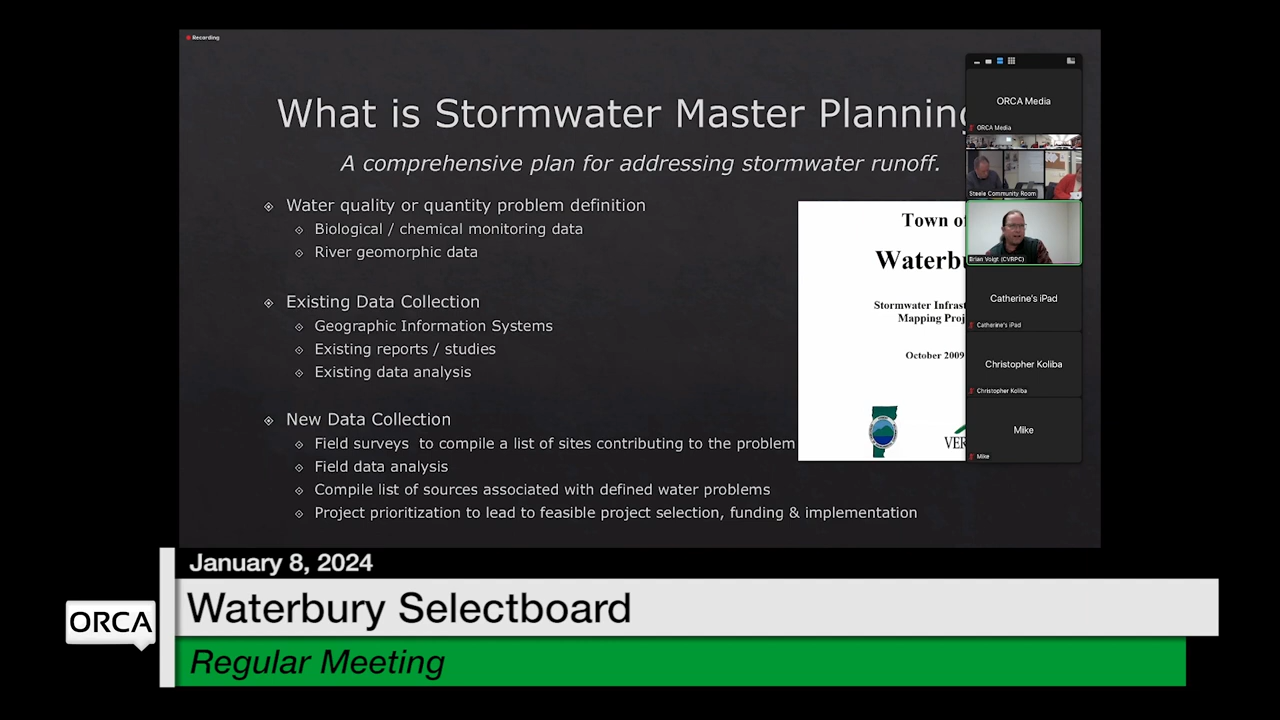 Recording
What is Stormwater Master Planning
A comprehensive plan for addressing stormwater runoff.
Water quality or quantity problem definition
Biological / chemical monitoring data
River geomorphic data
Existing Data Collection
Geographic Information Systems
Existing reports / studies
Existing data analysis
New Data Collection
Field surveys to compile a list of sites contributing to the problem
Field data analysis
Compile list of sources associated with defined water problems
Project prioritization to lead to feasible project selection, funding & implementation
Town of
Waterbu
Stormwater Infrast
Mapping Proj
October 2009
VER
ORCA Media
ORCA Media
Steele Community Room
Brian Voigt (CVRPC)
Catherine's iPad
Catherine's iPad
Christopher Koliba
Christopher Koliba
Mike
Mike
January 8, 2024
ORCA
Waterbury Selectboard
Regular Meeting